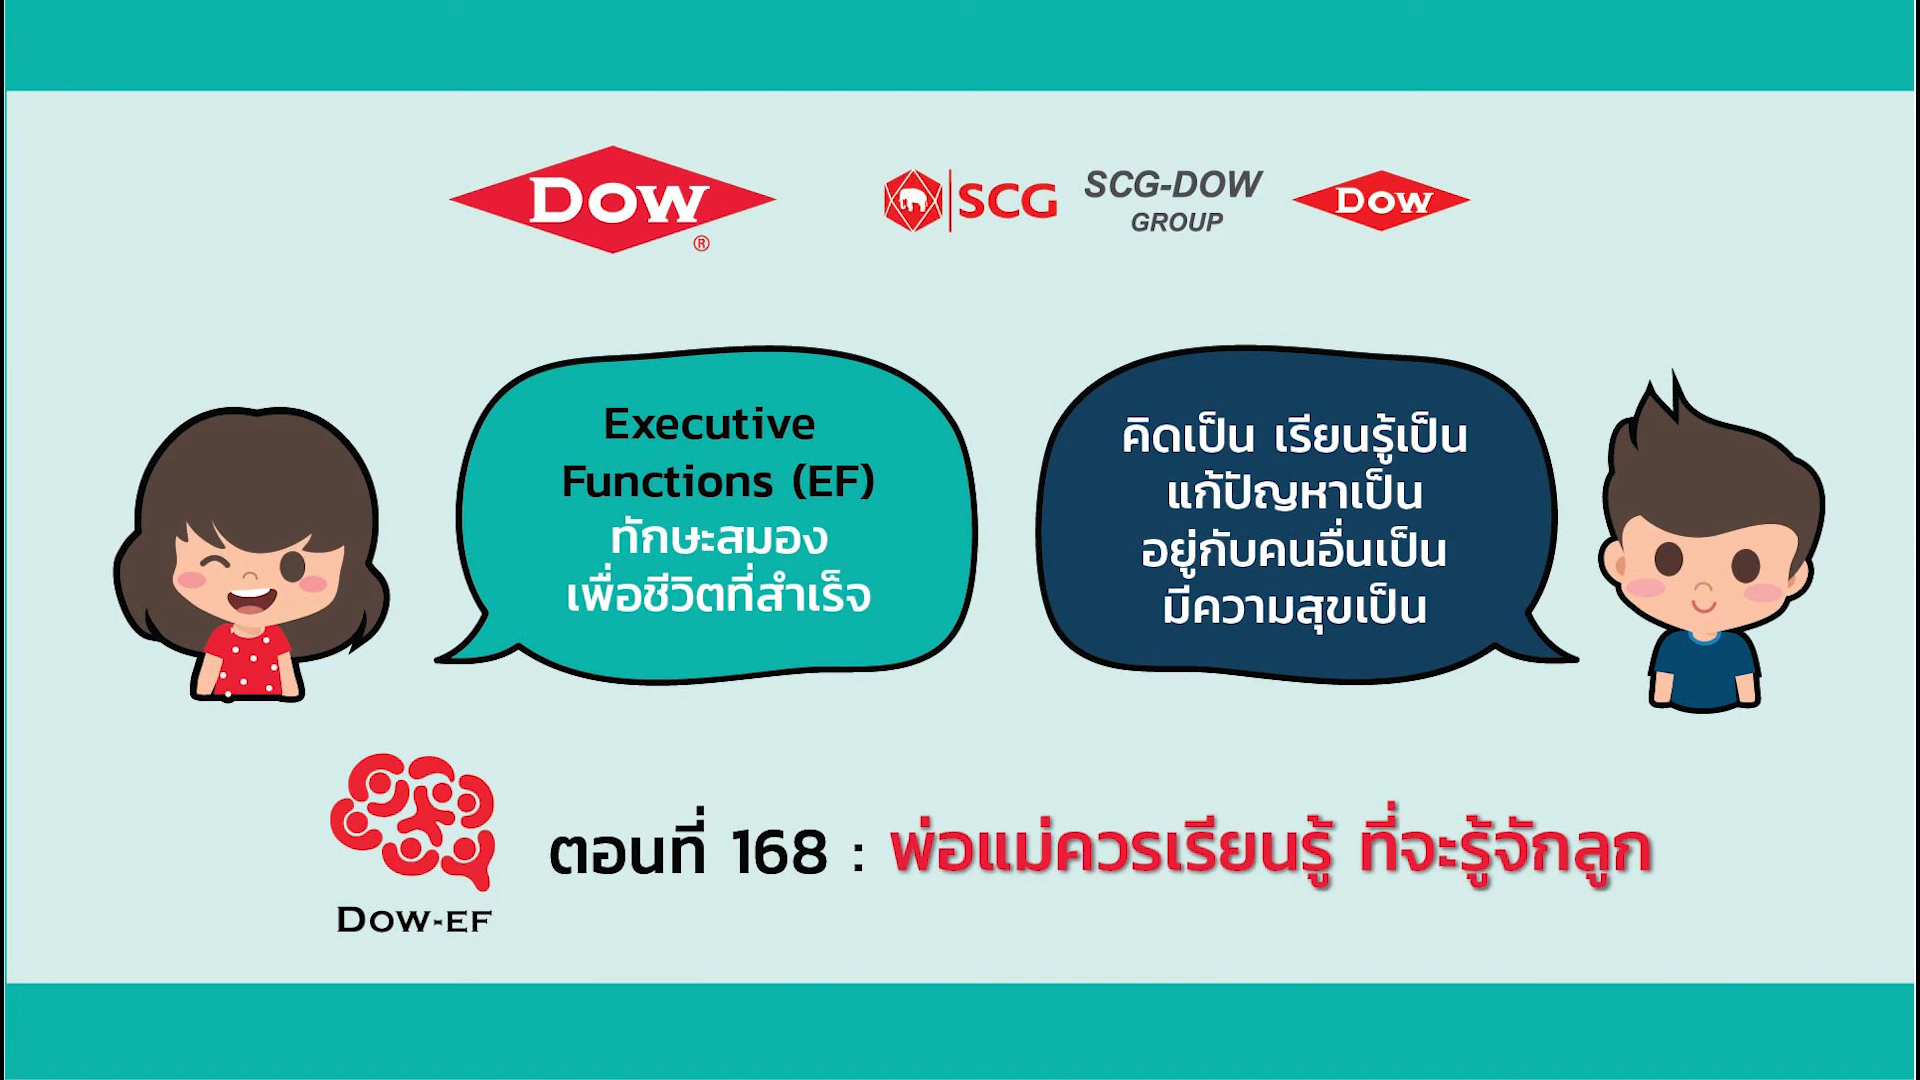 DOW
®
SCG
SCG-DOW
GROUP
DOW
Executive
Functions (EF)
ทักษะสมอง
เพื่อชีวิตที่สำเร็จ
คิดเป็น เรียนรู้เป็น
แก้ปัญหาเป็น
อยู่กับคนอื่นเป็น
มีความสุขเป็น
ตอนที่ 168 : พ่อแม่ควรเรียนรู้ ที่จะรู้จักลูก
DOW-EF